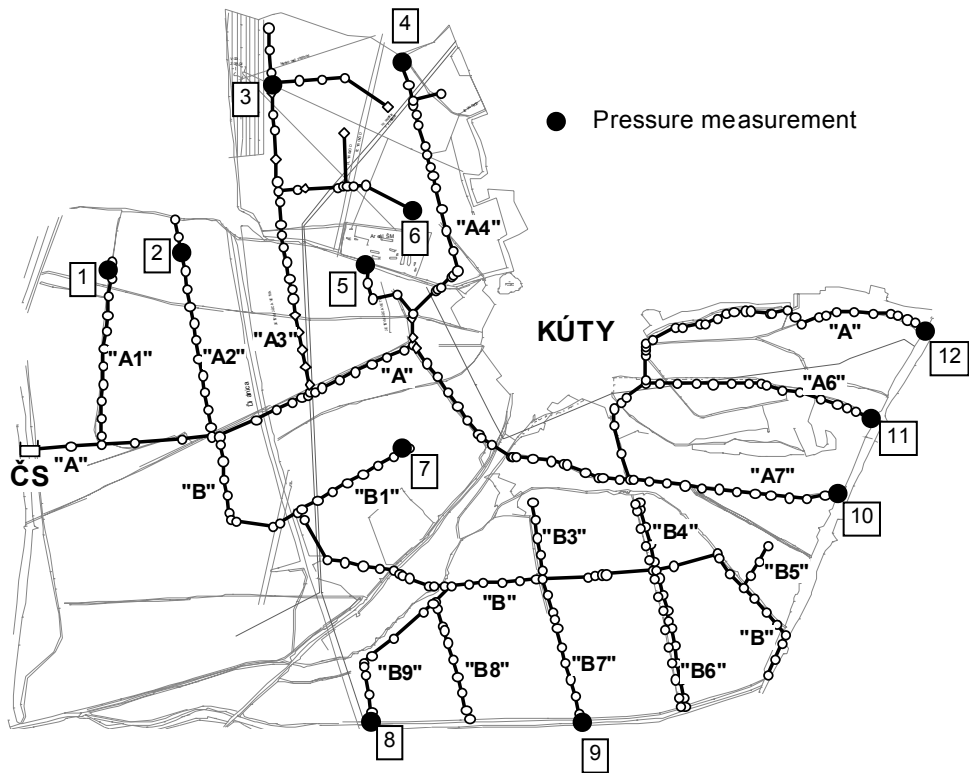 4
3
Pressure measurement
6
"A4"
2
1
5
KÚTY
"A"
12
"A1"
"A2"
"A3"
"A"
"A6"
11
ČS
"A"
7
"A7"
"B"
"B1"
10
"B3"
"B4"
"B5"
"B"
"B"
"B9"
"B8"
"B7"
"B6"
8
9